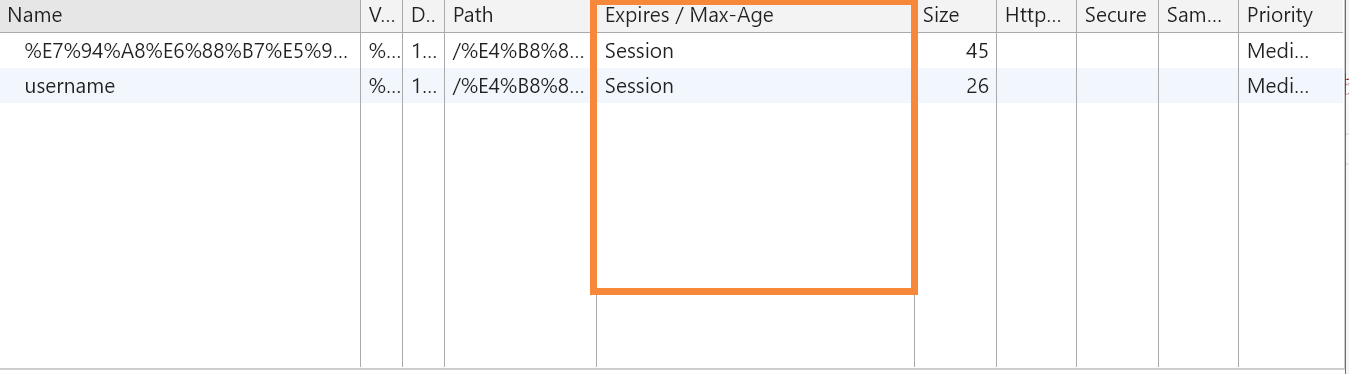 Name V... D.. Path Expires / Max-Age Size Http... Secure Sam... Priority
%E7%94%A8%E6%88%B7%E5%9... %... 1... /%E4%B8%8... Session 45 Medi...
username %... 1... /%E4%B8%8... Session 26 Medi...